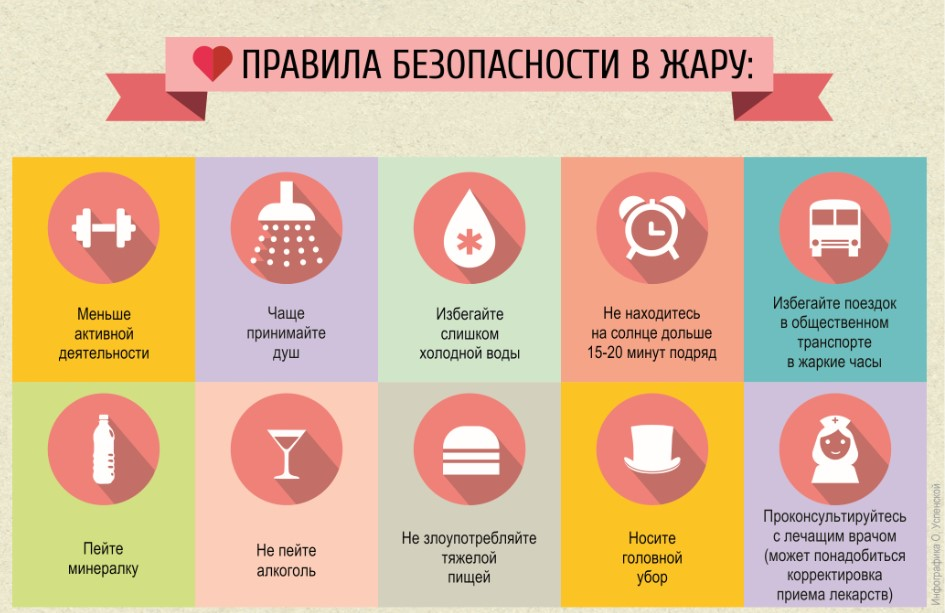 ПРАВИЛА БЕЗОПАСНОСТИ В ЖАРУ:
Меньше
активной
деятельности
Чаще
принимайте
душ
Избегайте
слишком
холодной воды
Не находитесь
на солнце дольше
15-20 минут подряд
Избегайте поездок
в общественном
транспорте
в жаркие часы
Пейте
минералку
Не пейте
алкоголь
Не злоупотребляйте
тяжелой
пищей
Носите
головной
убор
Проконсультируйтесь
с лечащим врачом
(может понадобиться
корректировка
приема лекарств)
Инфографика О. Успенской